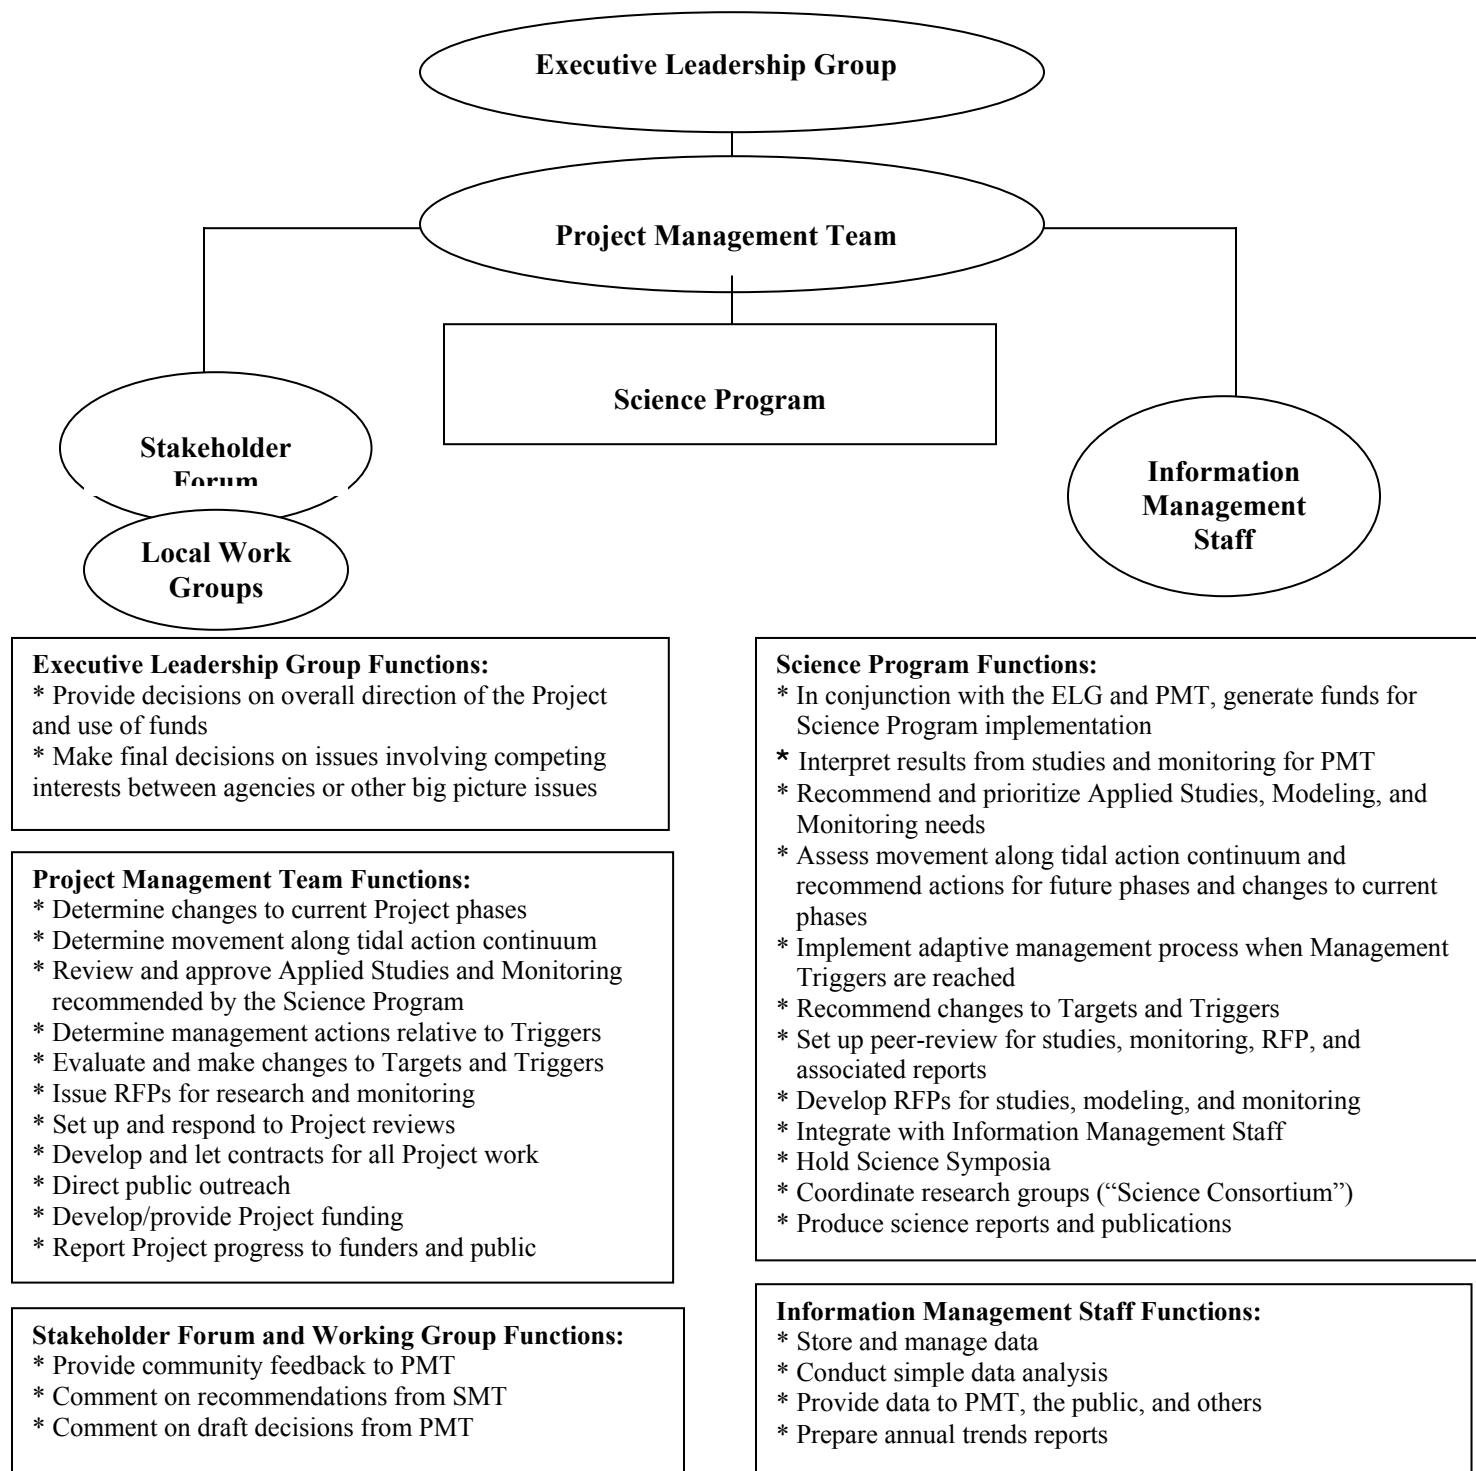 Executive Leadership Group
Project Management Team
Science Program
Stakeholder
Forum
Local Work
Groups
Information
Management
Staff
Executive Leadership Group Functions:
* Provide decisions on overall direction of the Project
and use of funds
* Make final decisions on issues involving competing
interests between agencies or other big picture issues
Project Management Team Functions:
* Determine changes to current Project phases
* Determine movement along tidal action continuum
* Review and approve Applied Studies and Monitoring
recommended by the Science Program
* Determine management actions relative to Triggers
* Evaluate and make changes to Targets and Triggers
* Issue RFPs for research and monitoring
* Set up and respond to Project reviews
* Develop and let contracts for all Project work
* Direct public outreach
* Develop/provide Project funding
* Report Project progress to funders and public
Stakeholder Forum and Working Group Functions:
* Provide community feedback to PMT
* Comment on recommendations from SMT
* Comment on draft decisions from PMT
Science Program Functions:
* In conjunction with the ELG and PMT, generate funds for
Science Program implementation
* Interpret results from studies and monitoring for PMT
* Recommend and prioritize Applied Studies, Modeling, and
Monitoring needs
* Assess movement along tidal action continuum and
recommend actions for future phases and changes to current
phases
* Implement adaptive management process when Management
Triggers are reached
* Recommend changes to Targets and Triggers
* Set up peer-review for studies, monitoring, RFP, and
associated reports
* Develop RFPs for studies, modeling, and monitoring
* Integrate with Information Management Staff
* Hold Science Symposia
* Coordinate research groups (“Science Consortium”)
* Produce science reports and publications
Information Management Staff Functions:
* Store and manage data
* Conduct simple data analysis
* Provide data to PMT, the public, and others
* Prepare annual trends reports